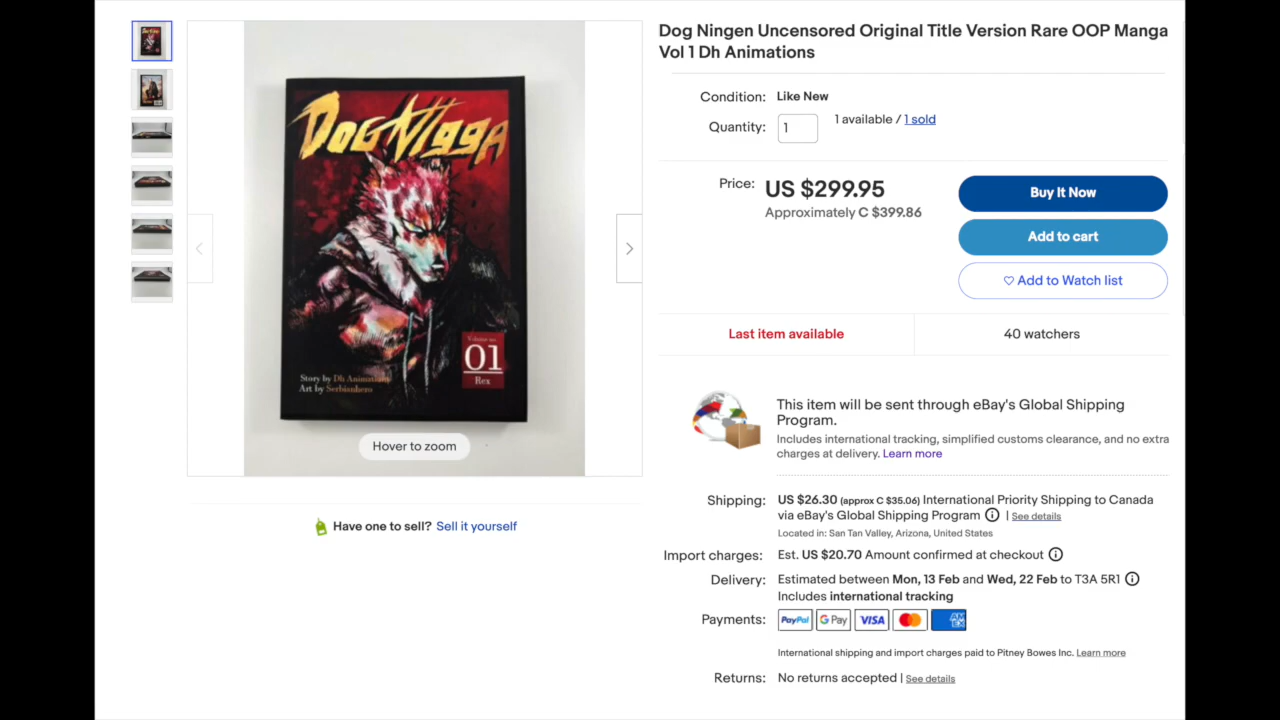 Dog Ningen Uncensored Original Title Version Rare OOP Manga
Vol 1 Dh Animations
Condition: Like New
Quantity: 1
1 available / 1 sold
Price: US $299.95
Approximately C $399.86
Buy It Now
Add to cart
Add to Watch list
Last item available
40 watchers
This item will be sent through eBay's Global Shipping
Program.
Includes international tracking, simplified customs clearance, and no extra
charges at delivery. Learn more
Shipping: US $26.30 (approx C $35.06) International Priority Shipping to Canada
via eBay's Global Shipping Program | See details
Located in: San Tan Valley, Arizona, United States
Import charges: Est. US $20.70 Amount confirmed at checkout
Delivery: Estimated between Mon, 13 Feb and Wed, 22 Feb to T3A 5R1
Includes international tracking
Payments: PayPal G Pay VISA AMEX
International shipping and import charges paid to Pitney Bowes Inc. Learn more
Returns: No returns accepted | See details
Dog Nigga
Volume no.
01
Rex
Story by Dh Animations
Art by Serbianhero
Hover to zoom
Have one to sell? Sell it yourself